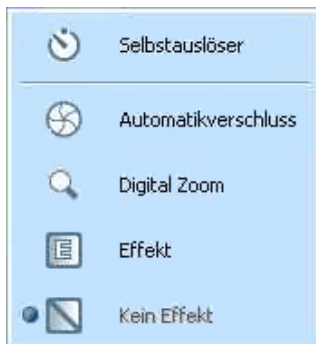 Selbstauslöser
Automatikverschluss
Digital Zoom
Effekt
Kein Effekt